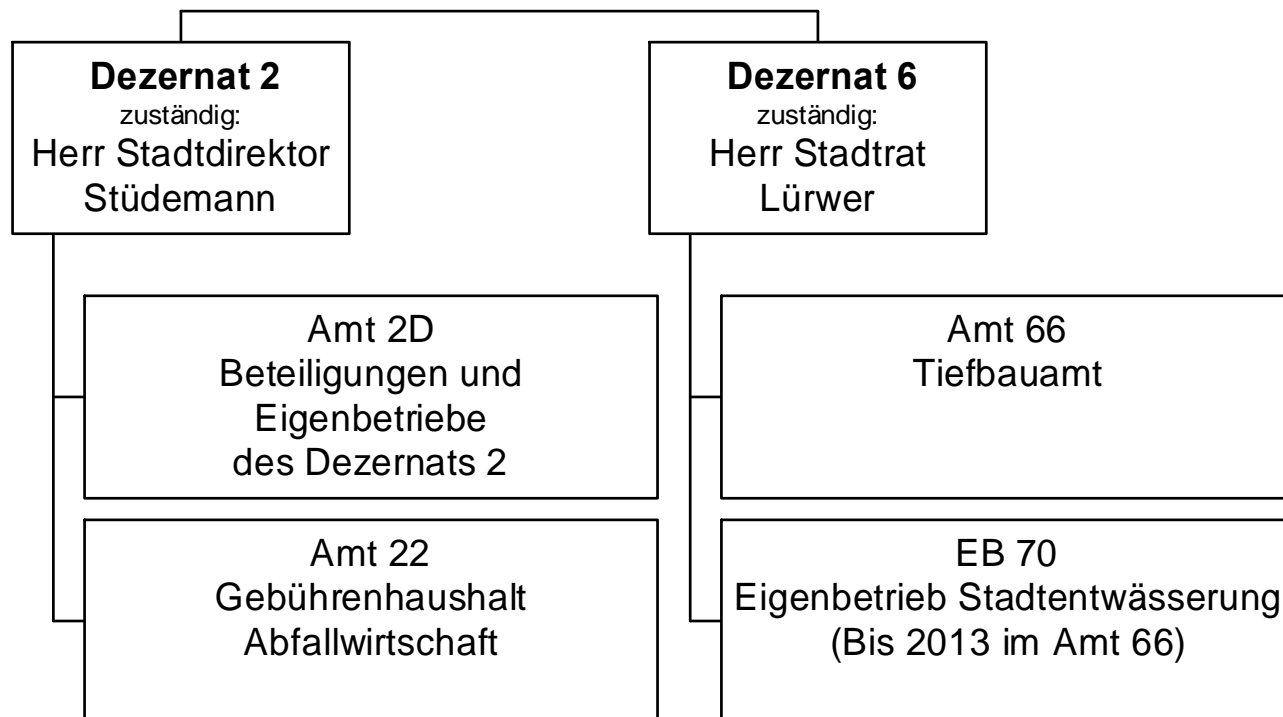 Dezernat 2
zuständig:
Herr Stadtdirektor
Stüdemann
Dezernat 6
zuständig:
Herr Stadtrat
Lürwer
Amt 2D
Beteiligungen und
Eigenbetriebe
des Dezernats 2
Amt 66
Tiefbauamt
Amt 22
Gebührenhaushalt
Abfallwirtschaft
EB 70
Eigenbetrieb Stadtentwässerung
(Bis 2013 im Amt 66)